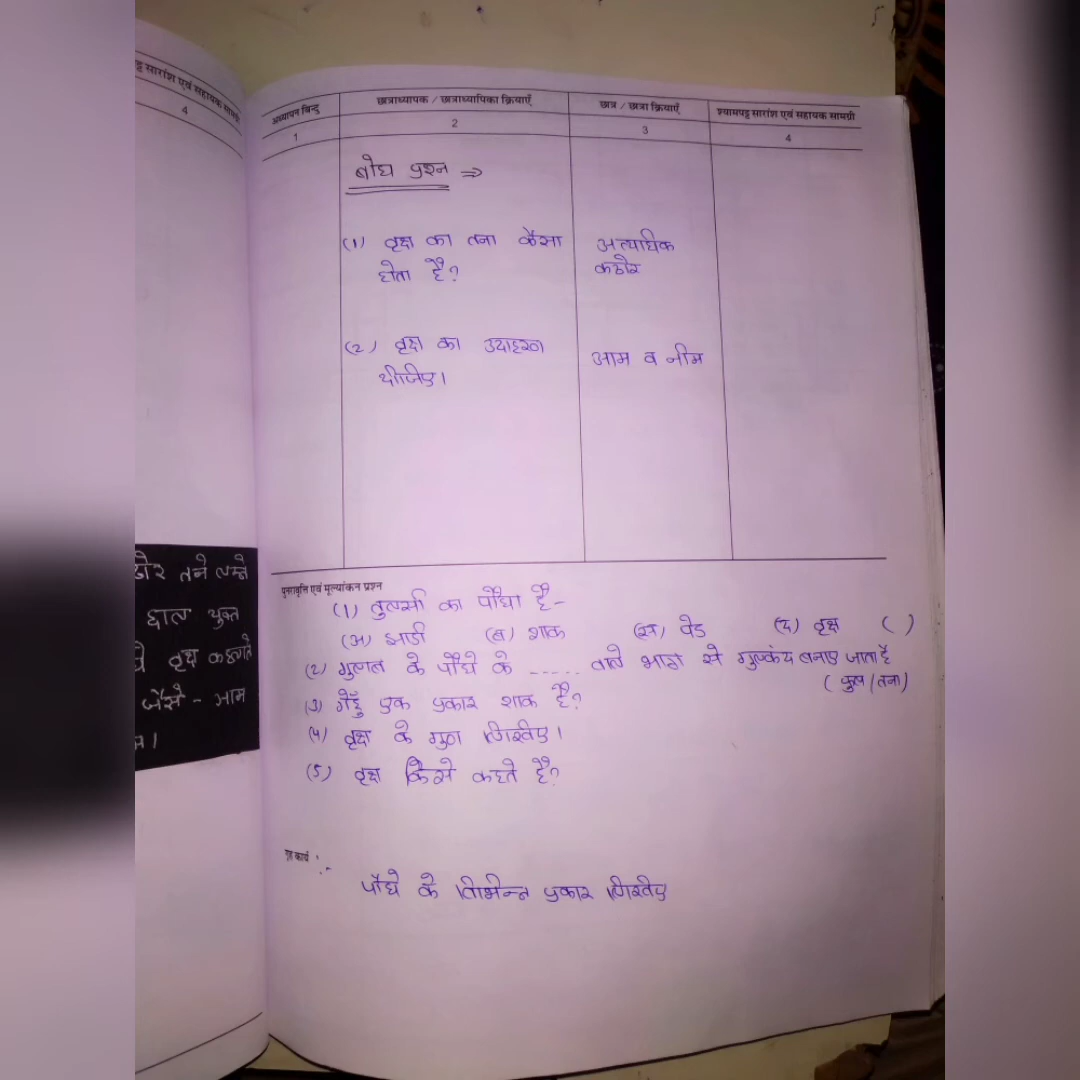 ट्ट सारांश एवं सहायक सामग्री
4
अध्यापन बिन्दु
छात्राध्यापक / छात्राध्यापिका क्रियाएँ
छात्र / छात्रा क्रियाएँ
श्यामपट्ट सारांश एवं सहायक सामग्री
1
2
3
4
बोध प्रश्न ⇒
(1) वृक्ष का तना कैसा
होता है?
अत्याधिक
कठोर
(2) वृक्ष का उदाहरण
दीजिए।
आम व नीम
ठोर तने लम्बे
छाल युक्त
वृक्ष कहलाते
जैसे - आम
म।
पुनरावृत्ति एवं मूल्यांकन प्रश्न
(1) तुलसी का पौधा है-
(अ) झाड़ी (ब) शाक (स) पेड (द) वृक्ष ( )
(2) गुलाब के पौधे के ..... वाले भाग से गुलकंद बनाए जाता है
(फुल/तना)
(3) गेहुँ एक प्रकार शाक है?
(4) वृक्ष के गुण लिखिए।
(5) वृक्ष किसे कहते है?
गृह कार्य :-
पौधे के विभिन्न प्रकार लिखिए